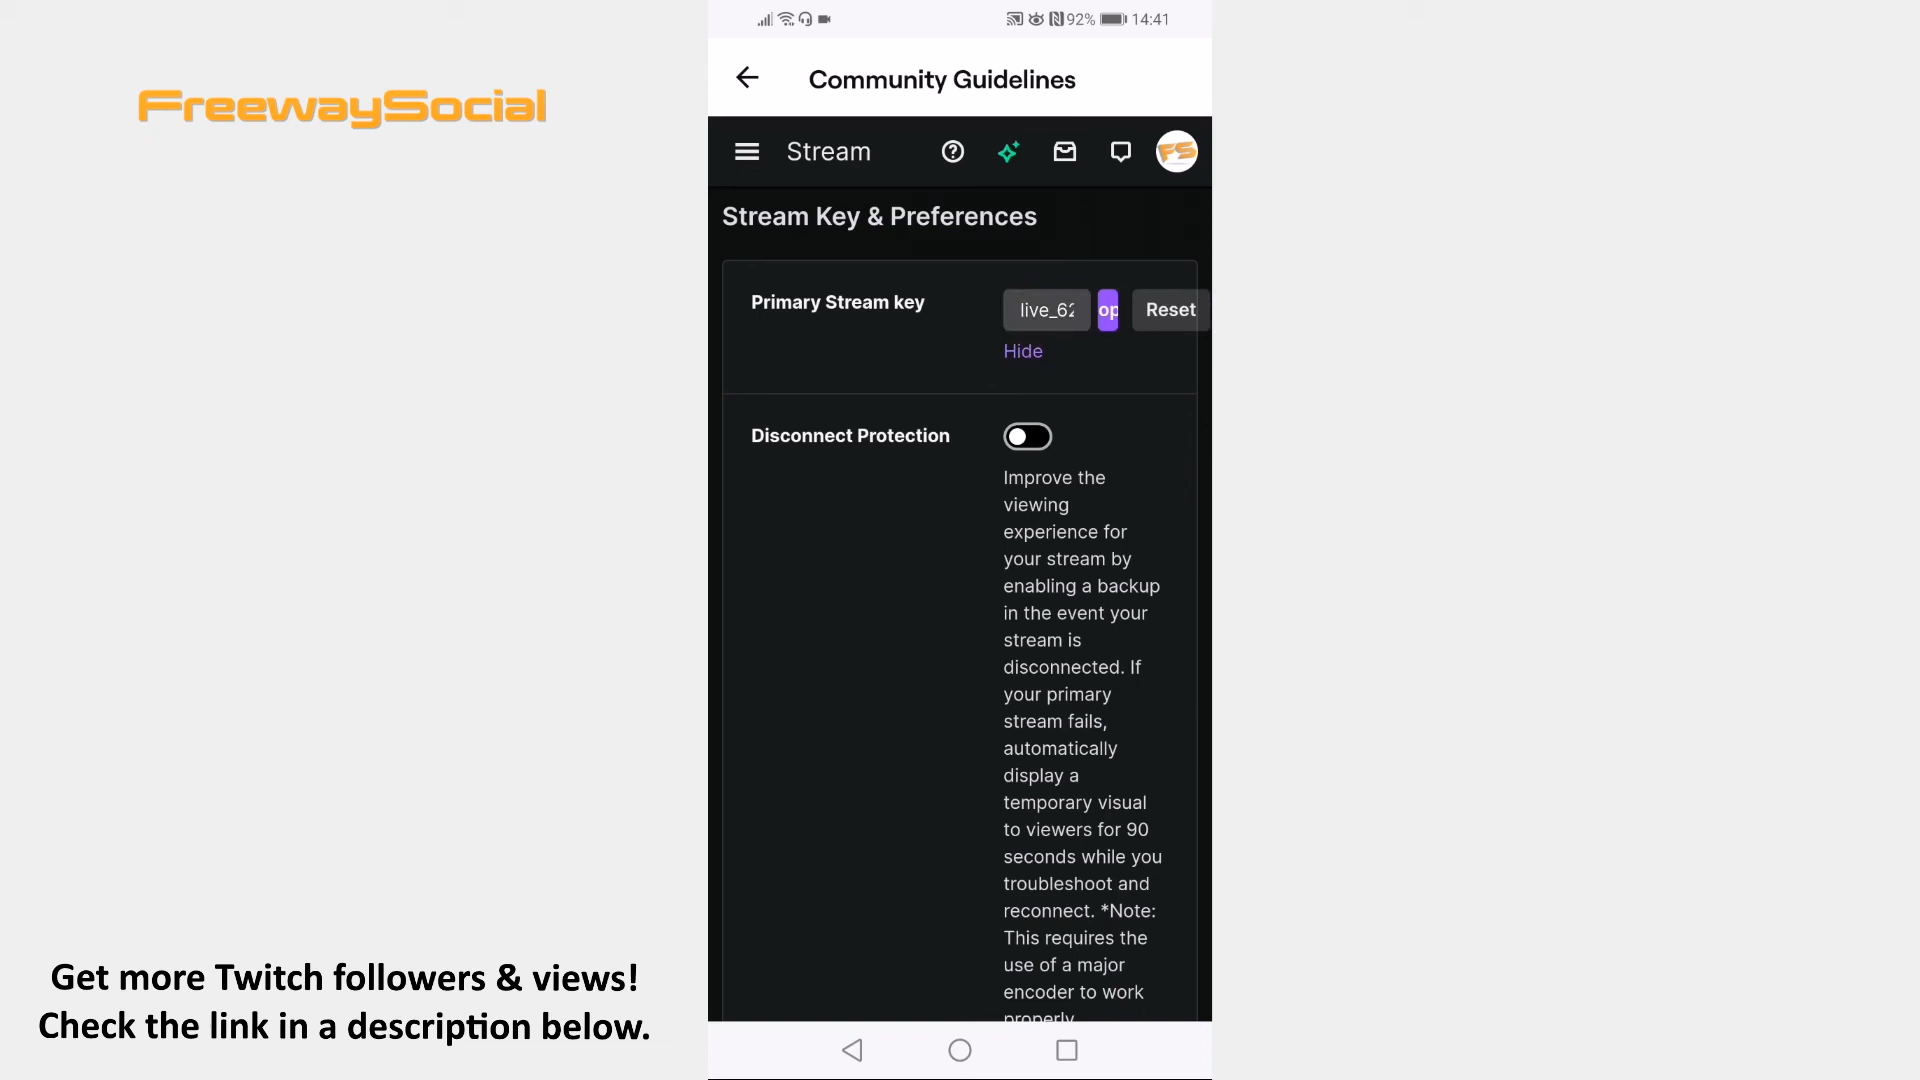 92% 14:41
FreewaySocial
Community Guidelines
Stream
FS
Stream Key & Preferences
Primary Stream key
live_62
op
Reset
Hide
Disconnect Protection
Improve the
viewing
experience for
your stream by
enabling a backup
in the event your
stream is
disconnected. If
your primary
stream fails,
automatically
display a
temporary visual
to viewers for 90
seconds while you
troubleshoot and
reconnect. *Note:
This requires the
use of a major
encoder to work
properly.
Get more Twitch followers & views!
Check the link in a description below.